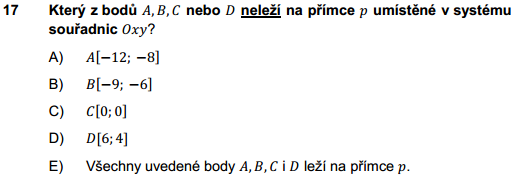 17 Který z bodů A, B, C nebo D neleží na přímce p umístěné v systému
souřadnic Oxy?
A) A[−12; −8]
B) B[−9; −6]
C) C[0; 0]
D) D[6; 4]
E) Všechny uvedené body A, B, C i D leží na přímce p.